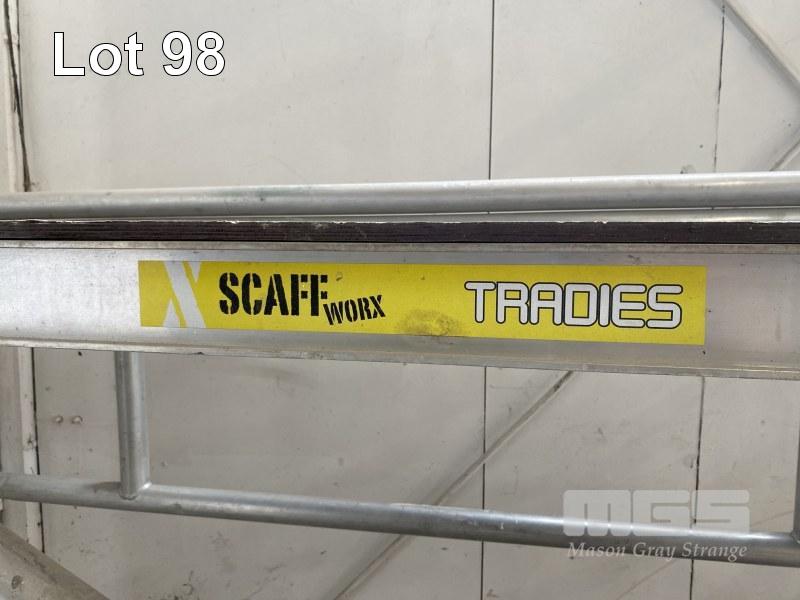 Lot 98
X SCAFF WORX TRADIES
MGS
Mason Gray Strange